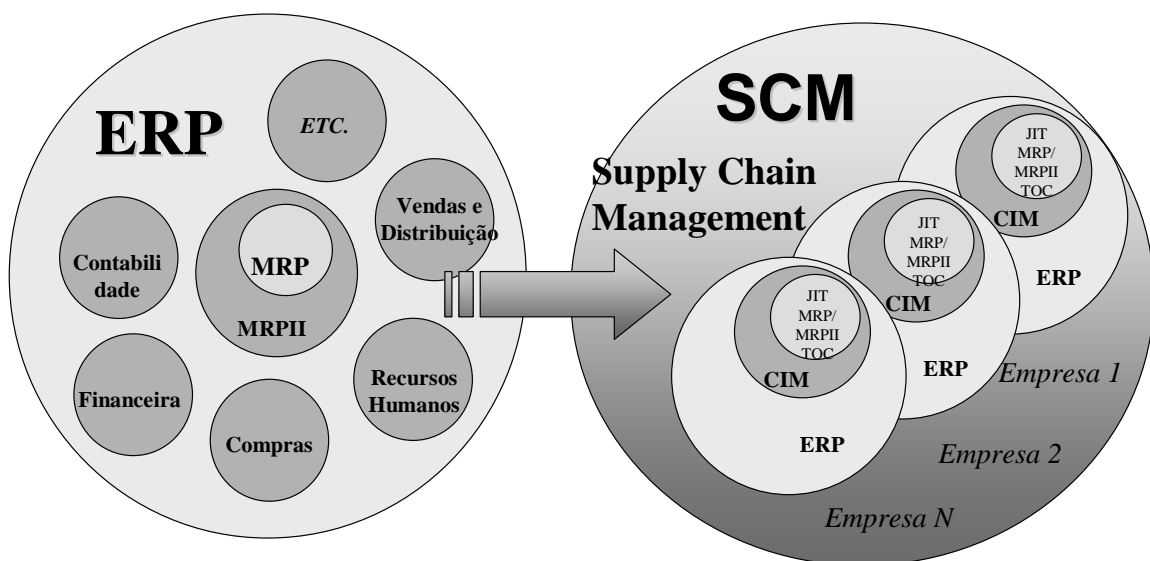 ERP
ETC.
Vendas e
Distribuição
Contabili
dade
MRP
MRPII
Financeira
Compras
Recursos
Humanos
SCM
Supply Chain
Management
JIT
MRP/
MRPII
TOC
CIM
ERP
Empresa 1
JIT
MRP/
MRPII
TOC
CIM
ERP
Empresa 2
JIT
MRP/
MRPII
TOC
CIM
ERP
Empresa N